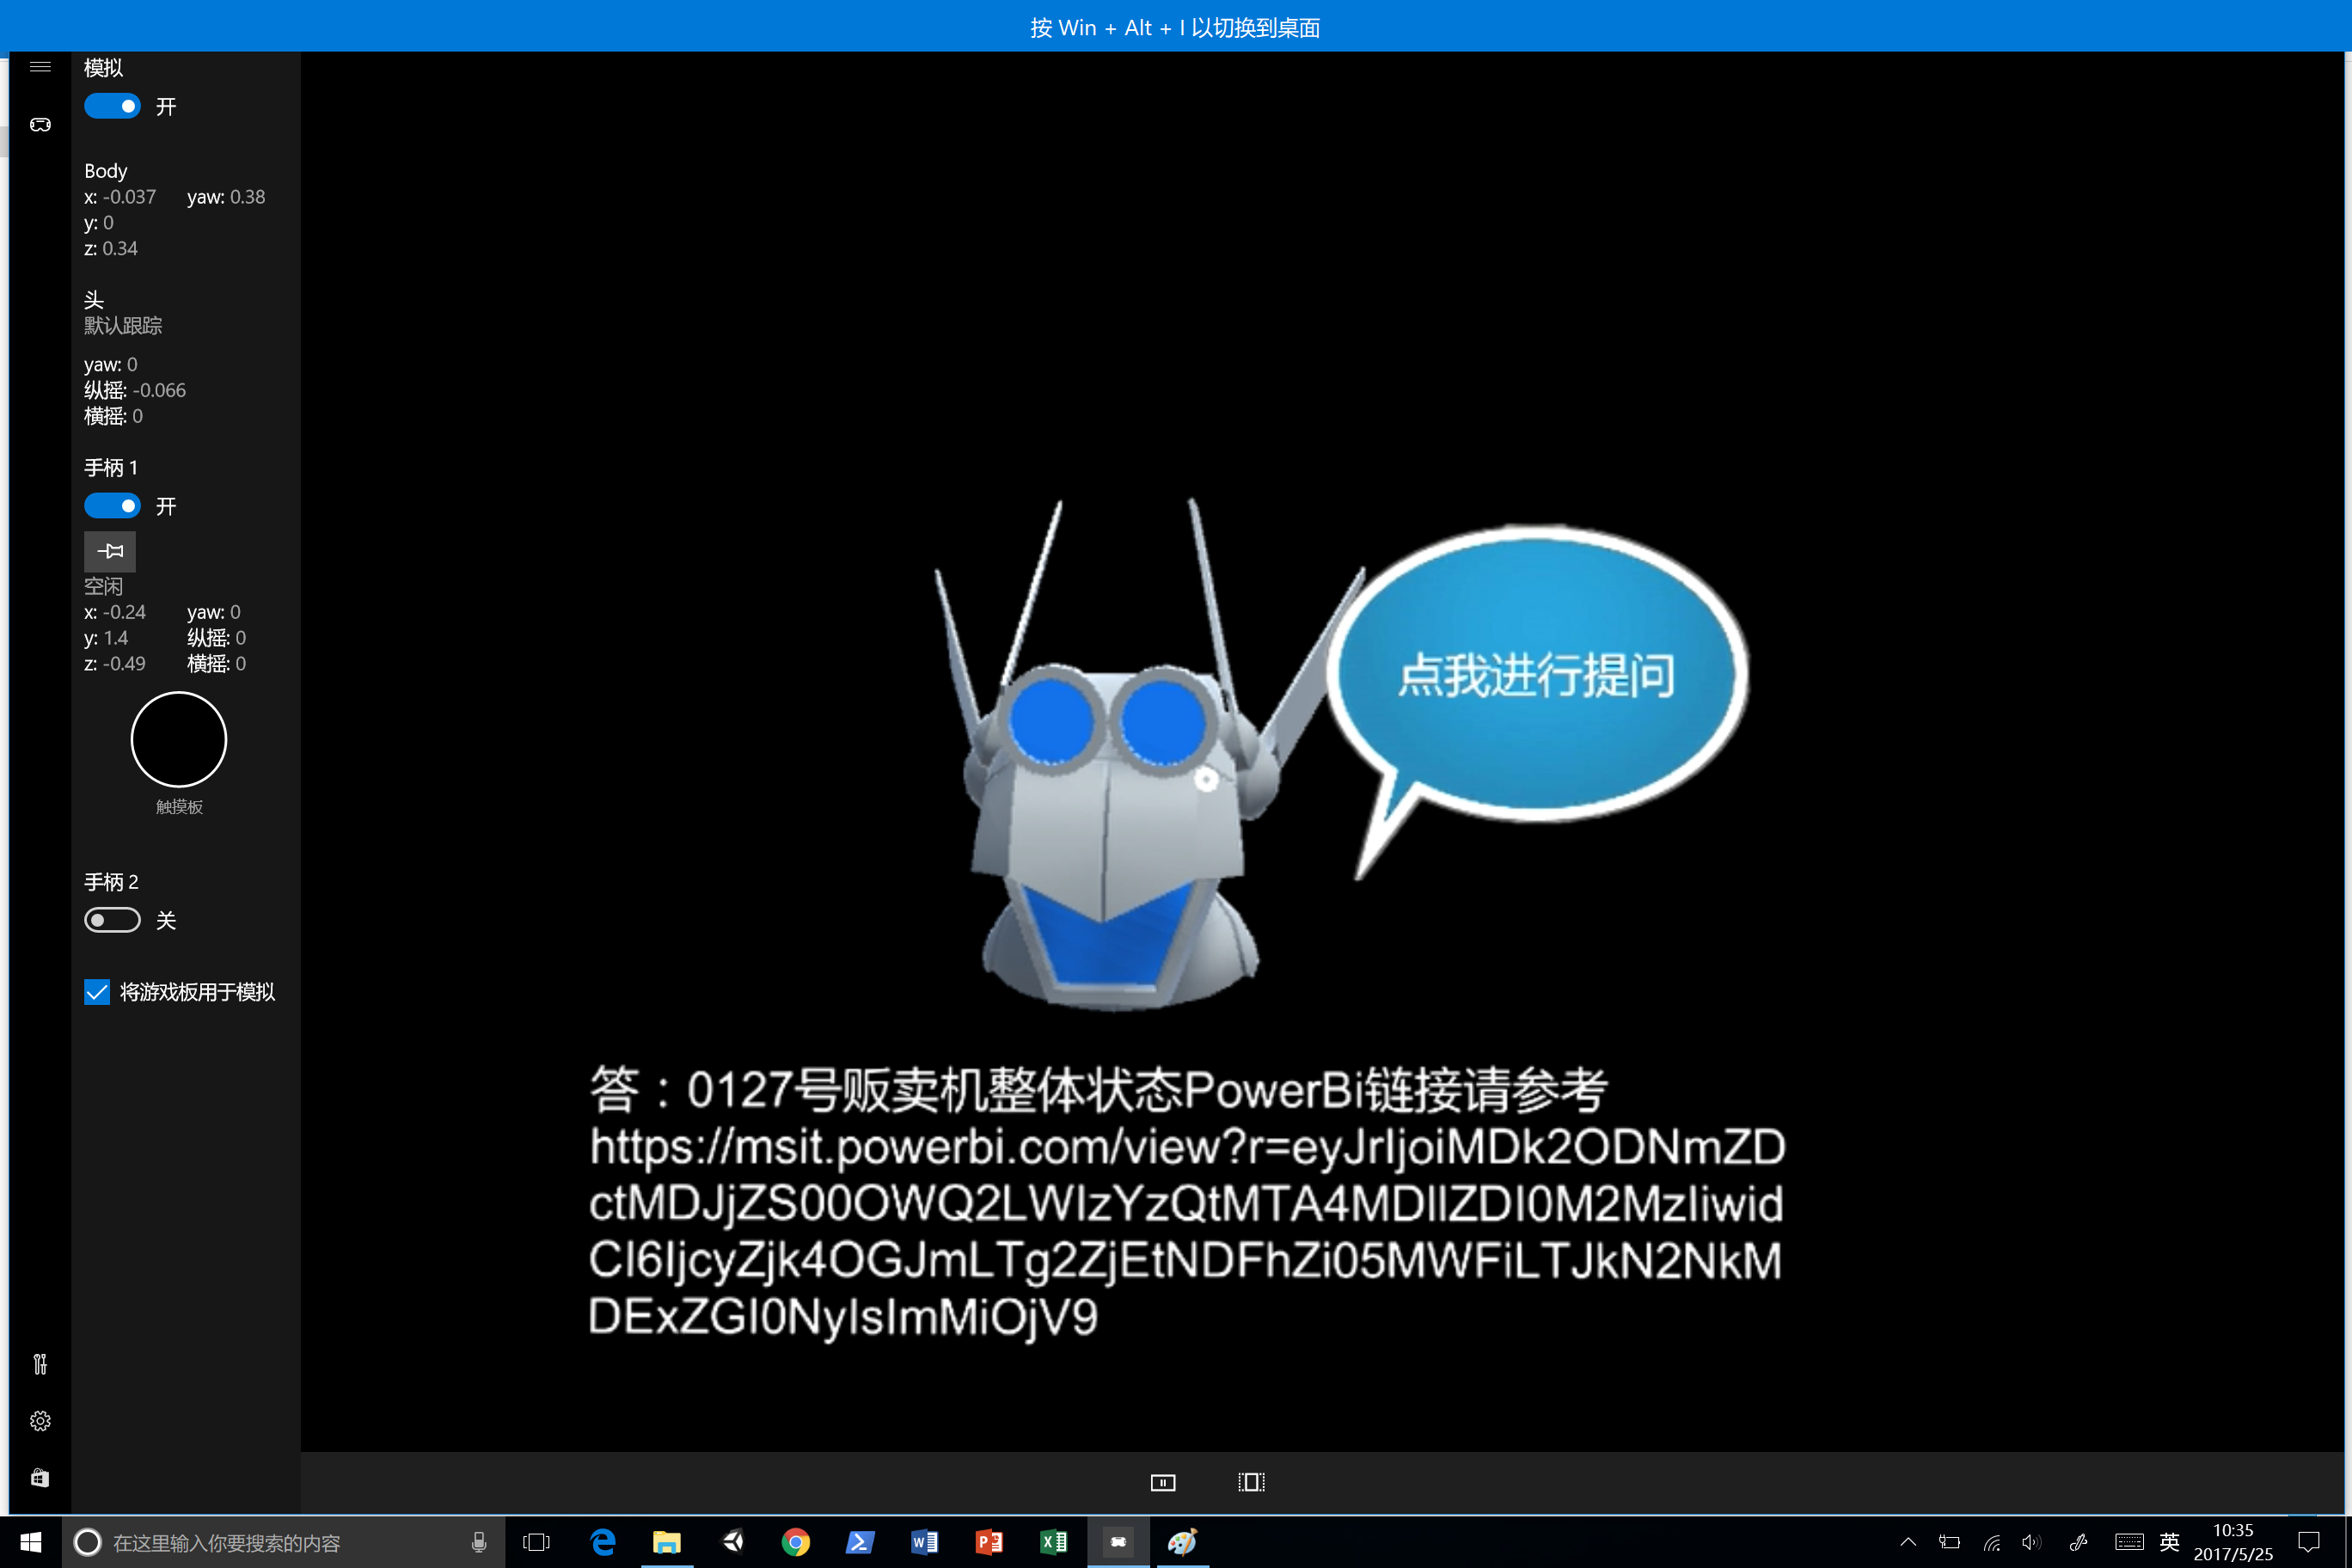 按 Win + Alt + I 以切换到桌面
模拟
开
Body
x: -0.037 yaw: 0.38
y: 0
z: 0.34
头
默认跟踪
yaw: 0
纵摇: -0.066
横摇: 0
手柄 1
开
空闲
x: -0.24 yaw: 0
y: 1.4 纵摇: 0
z: -0.49 横摇: 0
触摸板
手柄 2
关
将游戏板用于模拟
点我进行提问
答：0127号贩卖机整体状态PowerBi链接请参考
https://msit.powerbi.com/view?r=eyJrIjoiMDk2ODNmZD
ctMDJjZS00OWQ2LWIzYzQtMTA4MDllZDI0M2MzIiwid
CI6IjcyZjk4OGJmLTg2ZjEtNDFhZi05MWFiLTJkN2NkM
DExZGI0NyIsImMiOjV9
在这里输入你要搜索的内容
英
10:35
2017/5/25